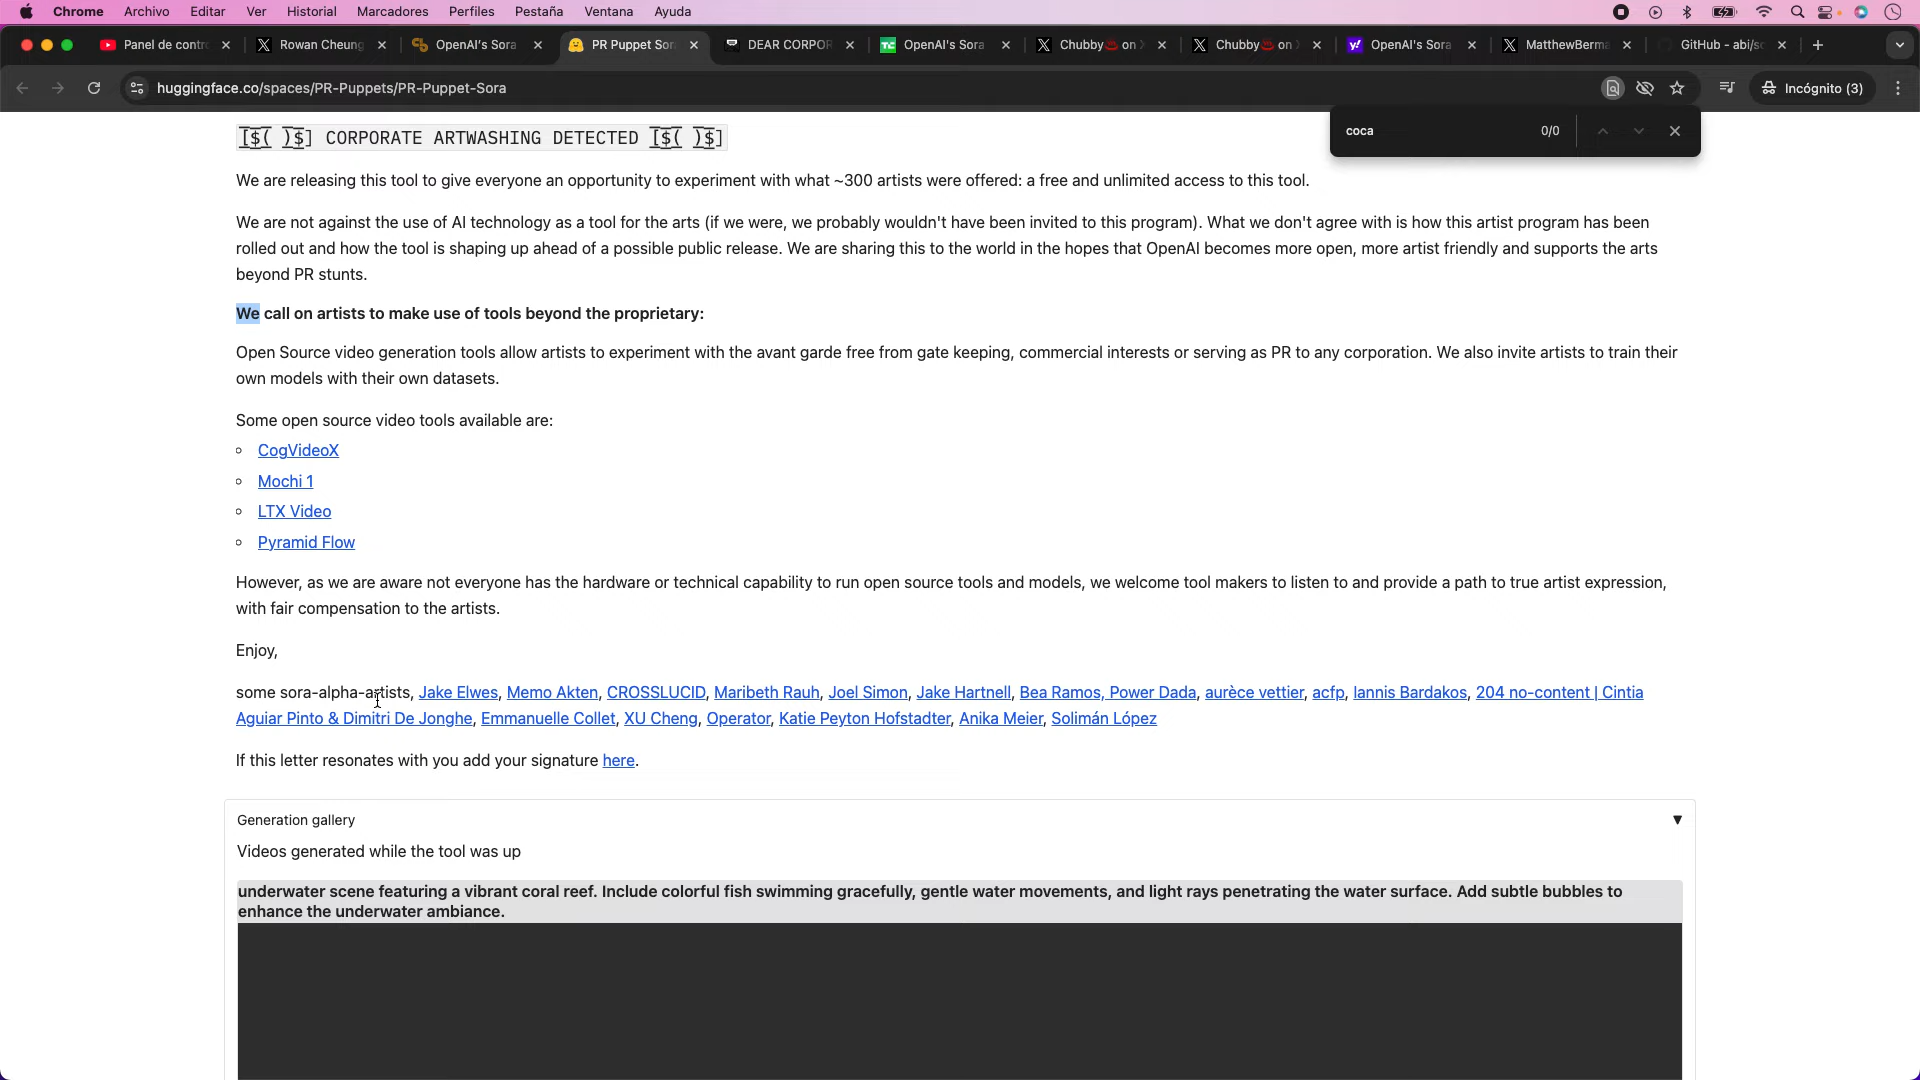 Chrome Archivo Editar Ver Historial Marcadores Perfiles Pestaña Ventana Ayuda
Panel de contro Rowan Cheung OpenAI's Sora PR Puppet Sor DEAR CORPOR OpenAI's Sora Chubby on Chubby on OpenAI's Sora MatthewBerma GitHub - abi/sc
huggingface.co/spaces/PR-Puppets/PR-Puppet-Sora Incógnito (3)
coca 0/0
[̲̅$̲̅(̲̅ )̲̅$̲̅] CORPORATE ARTWASHING DETECTED [̲̅$̲̅(̲̅ )̲̅$̲̅]
We are releasing this tool to give everyone an opportunity to experiment with what ~300 artists were offered: a free and unlimited access to this tool.
We are not against the use of AI technology as a tool for the arts (if we were, we probably wouldn't have been invited to this program). What we don't agree with is how this artist program has been
rolled out and how the tool is shaping up ahead of a possible public release. We are sharing this to the world in the hopes that OpenAI becomes more open, more artist friendly and supports the arts
beyond PR stunts.
We call on artists to make use of tools beyond the proprietary:
Open Source video generation tools allow artists to experiment with the avant garde free from gate keeping, commercial interests or serving as PR to any corporation. We also invite artists to train their
own models with their own datasets.
Some open source video tools available are:
CogVideoX
Mochi 1
LTX Video
Pyramid Flow
However, as we are aware not everyone has the hardware or technical capability to run open source tools and models, we welcome tool makers to listen to and provide a path to true artist expression,
with fair compensation to the artists.
Enjoy,
some sora-alpha-artists, Jake Elwes, Memo Akten, CROSSLUCID, Maribeth Rauh, Joel Simon, Jake Hartnell, Bea Ramos, Power Dada, aurèce vettier, acfp, Iannis Bardakos, 204 no-content | Cintia
Aguiar Pinto & Dimitri De Jonghe, Emmanuelle Collet, XU Cheng, Operator, Katie Peyton Hofstadter, Anika Meier, Solimán López
If this letter resonates with you add your signature here.
Generation gallery
Videos generated while the tool was up
underwater scene featuring a vibrant coral reef. Include colorful fish swimming gracefully, gentle water movements, and light rays penetrating the water surface. Add subtle bubbles to
enhance the underwater ambiance.